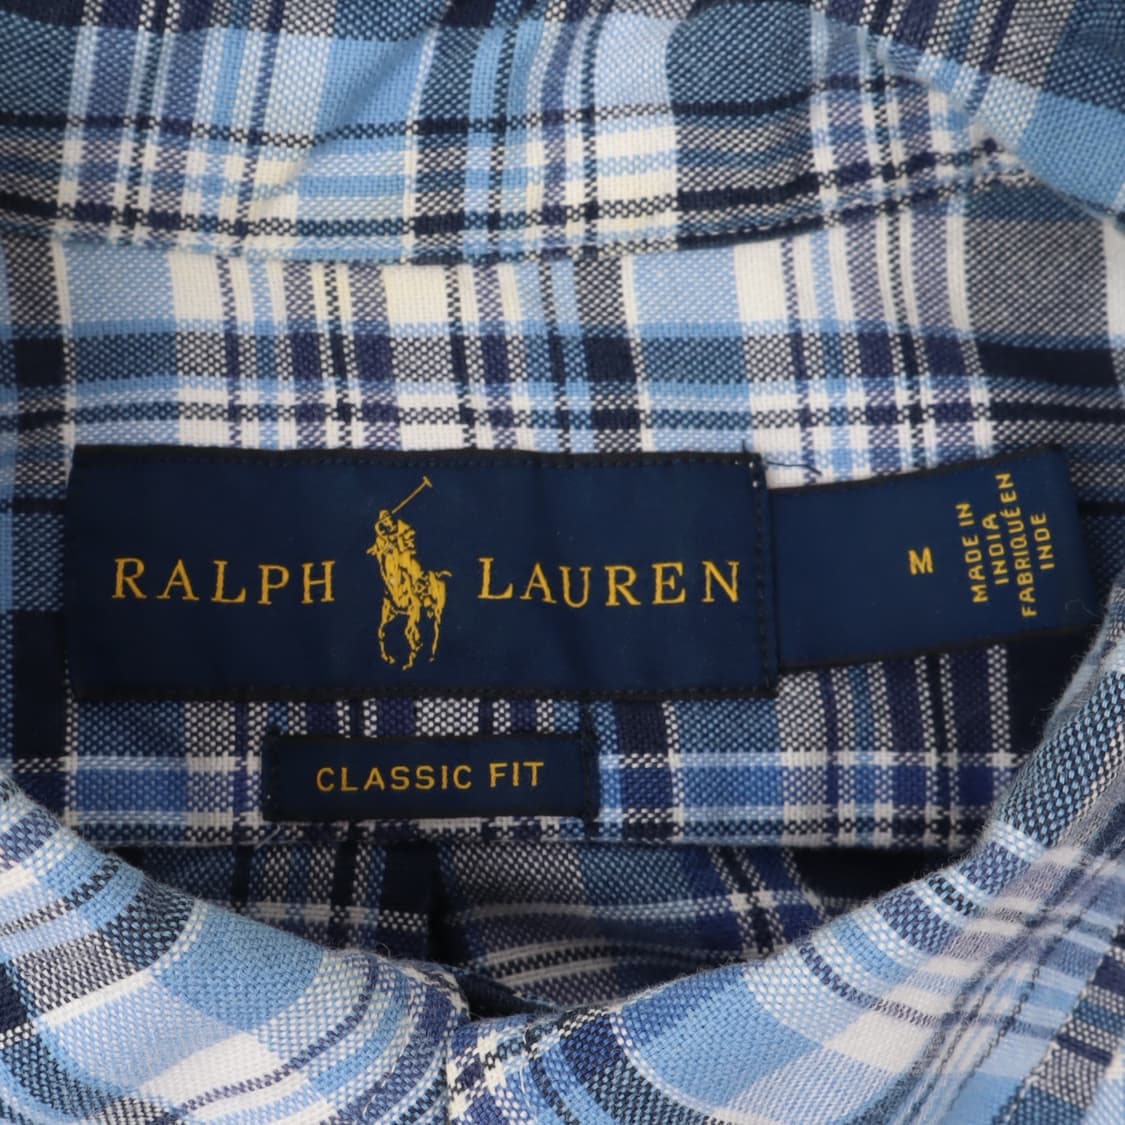 RALPH LAUREN
M
MADE IN
INDIA
FABRIQUÉ EN
INDE
CLASSIC FIT